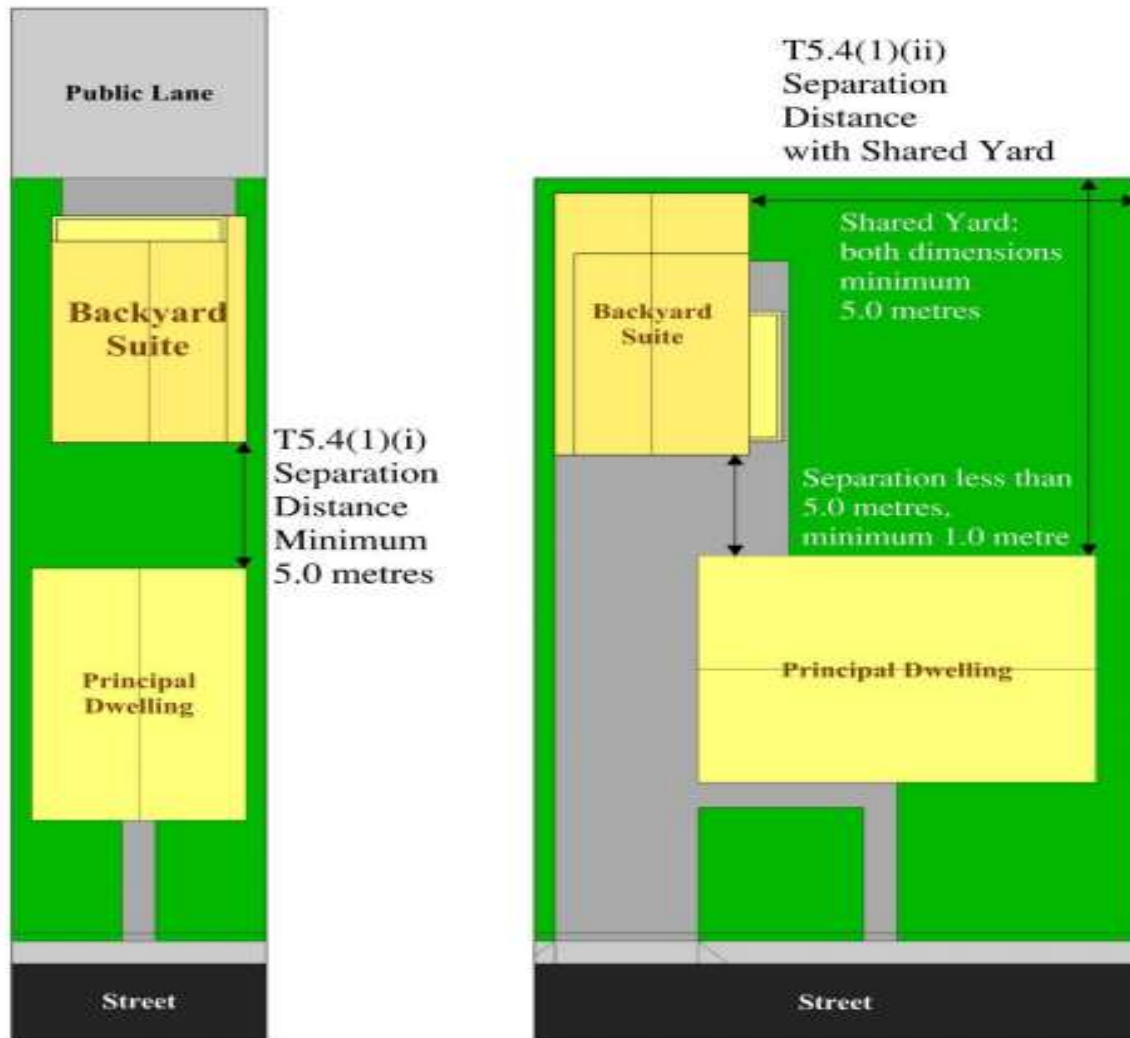 Public Lane
Backyard
Suite
T5.4(1)(i)
Separation
Distance
Minimum
5.0 metres
Principal
Dwelling
Street
T5.4(1)(ii)
Separation
Distance
with Shared Yard
Shared Yard:
both dimensions
minimum
5.0 metres
Backyard
Suite
Separation less than
5.0 metres,
minimum 1.0 metre
Principal Dwelling
Street